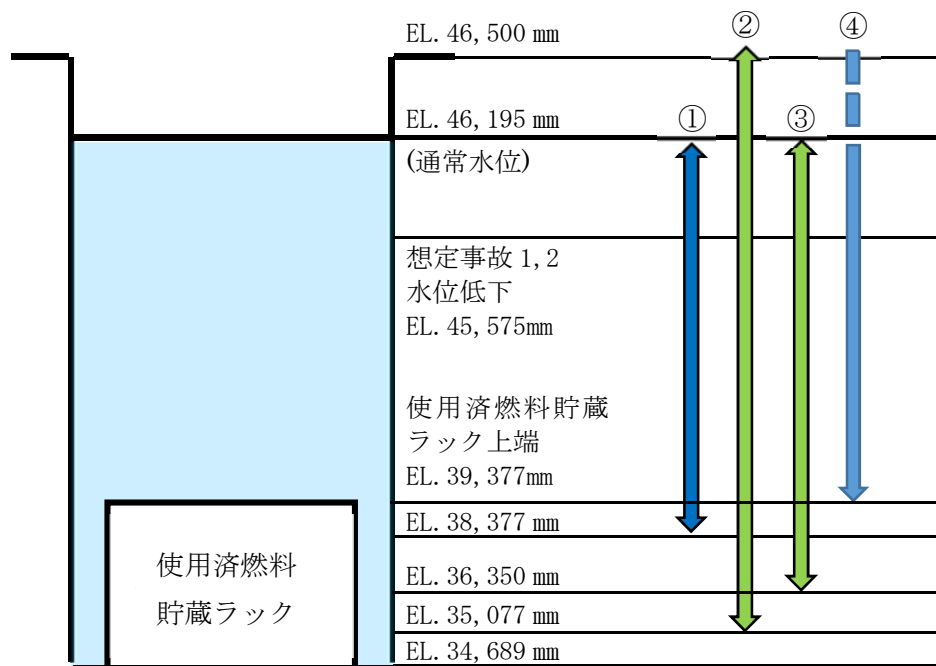 EL. 46, 500 ㎜
②
④
EL. 46, 195 ㎜
①
③
(通常水位)
想定事故 1, 2
水位低下
EL. 45, 575㎜
使用済燃料貯蔵
ラック上端
EL. 39, 377㎜
EL. 38, 377 ㎜
使用済燃料
貯蔵ラック
EL. 36, 350 ㎜
EL. 35, 077 ㎜
EL. 34, 689 ㎜